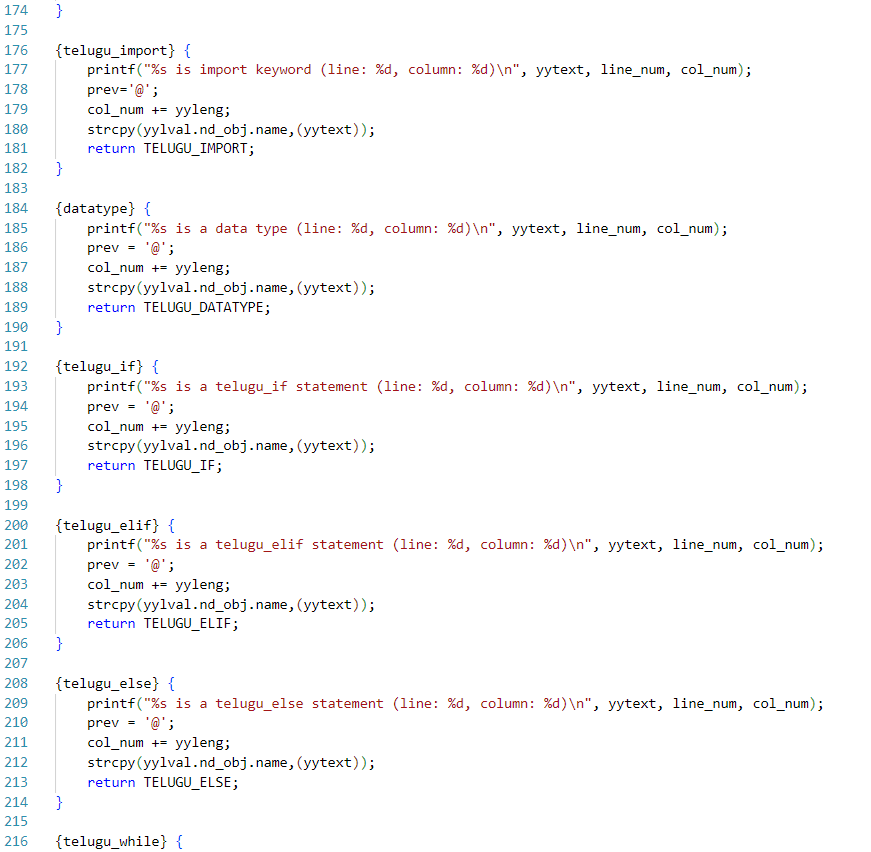 174 }
175
176 {telugu_import} {
177 printf("%s is import keyword (line: %d, column: %d)\n", yytext, line_num, col_num);
178 prev='@';
179 col_num += yyleng;
180 strcpy(yylval.nd_obj.name,(yytext));
181 return TELUGU_IMPORT;
182 }
183
184 {datatype} {
185 printf("%s is a data type (line: %d, column: %d)\n", yytext, line_num, col_num);
186 prev = '@';
187 col_num += yyleng;
188 strcpy(yylval.nd_obj.name,(yytext));
189 return TELUGU_DATATYPE;
190 }
191
192 {telugu_if} {
193 printf("%s is a telugu_if statement (line: %d, column: %d)\n", yytext, line_num, col_num);
194 prev = '@';
195 col_num += yyleng;
196 strcpy(yylval.nd_obj.name,(yytext));
197 return TELUGU_IF;
198 }
199
200 {telugu_elif} {
201 printf("%s is a telugu_elif statement (line: %d, column: %d)\n", yytext, line_num, col_num);
202 prev = '@';
203 col_num += yyleng;
204 strcpy(yylval.nd_obj.name,(yytext));
205 return TELUGU_ELIF;
206 }
207
208 {telugu_else} {
209 printf("%s is a telugu_else statement (line: %d, column: %d)\n", yytext, line_num, col_num);
210 prev = '@';
211 col_num += yyleng;
212 strcpy(yylval.nd_obj.name,(yytext));
213 return TELUGU_ELSE;
214 }
215
216 {telugu_while} {